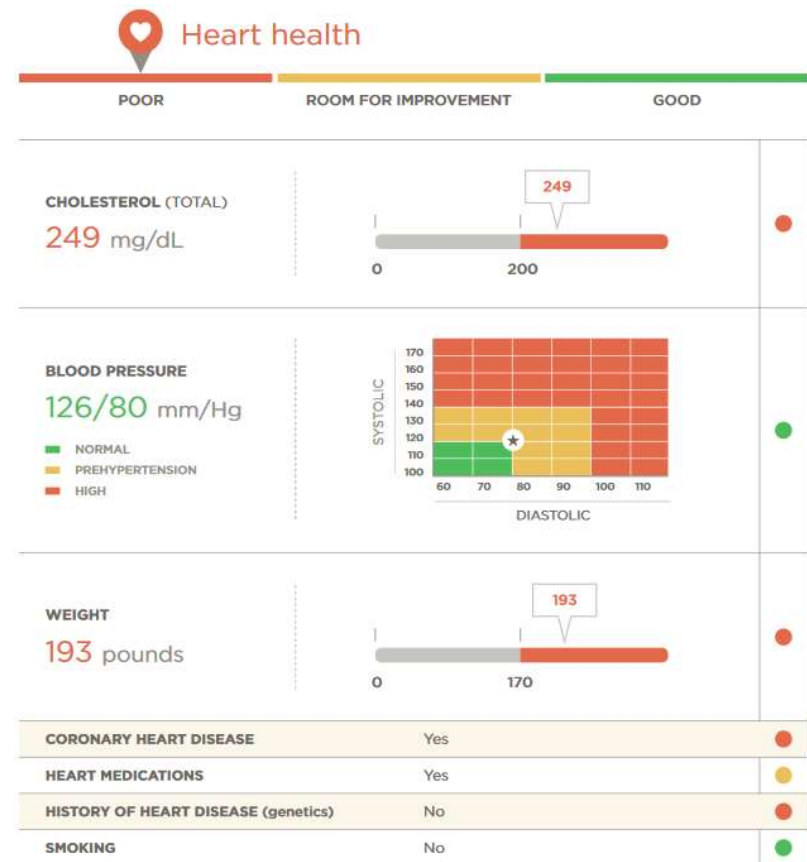 Heart health
POOR ROOM FOR IMPROVEMENT GOOD
CHOLESTEROL (TOTAL)
249 mg/dL
249
0 200
BLOOD PRESSURE
126/80 mm/Hg
NORMAL
PREHYPERTENSION
HIGH
SYSTOLIC
170
160
150
140
130
120
110
100
60 70 80 90 100 110
DIASTOLIC
WEIGHT
193 pounds
193
0 170
CORONARY HEART DISEASE Yes
HEART MEDICATIONS Yes
HISTORY OF HEART DISEASE (genetics) No
SMOKING No